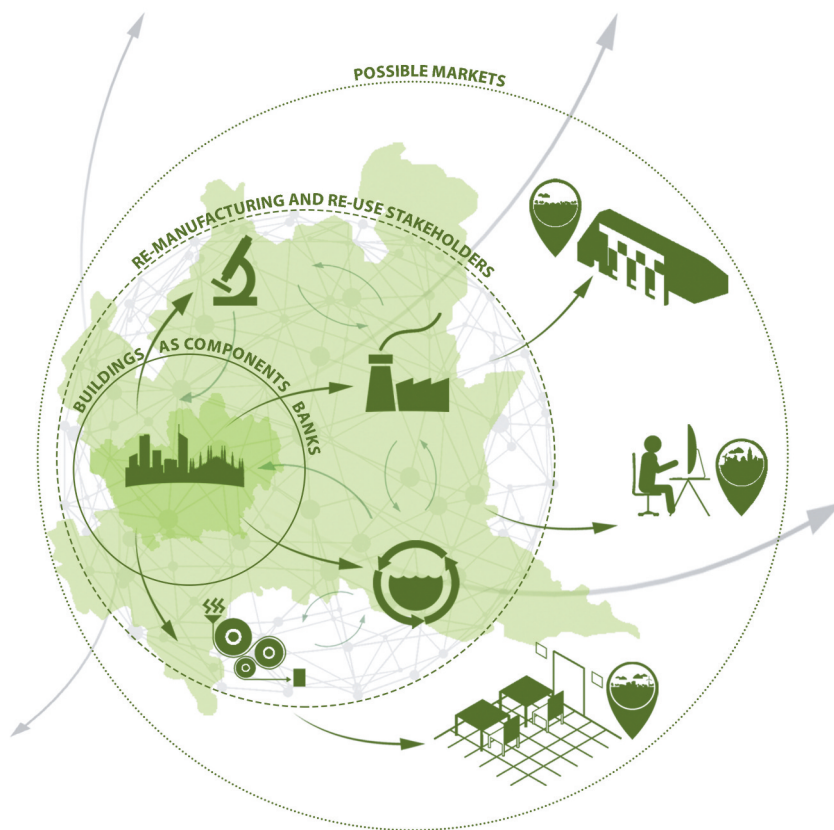 POSSIBLE MARKETS
RE-MANUFACTURING AND RE-USE STAKEHOLDERS
BUILDINGS AS COMPONENTS BANKS